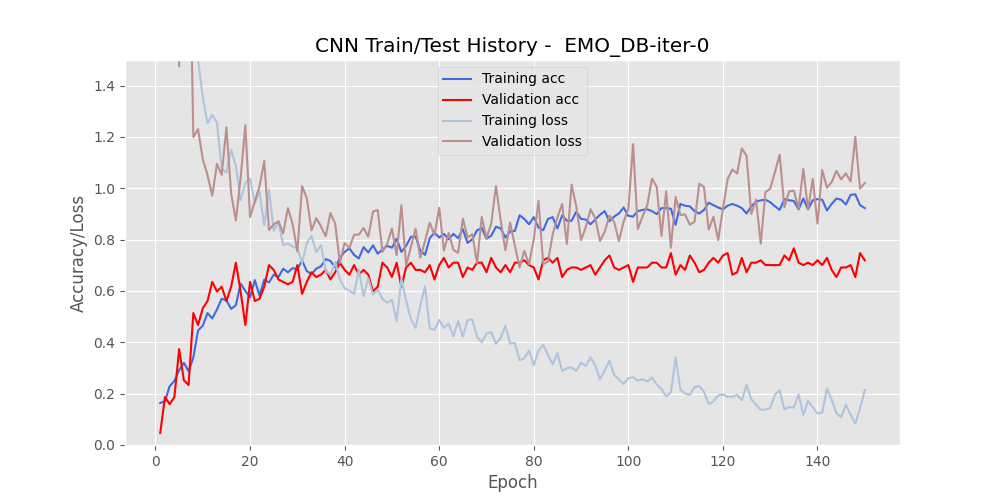 CNN Train/Test History -  EMO_DB-iter-0
Training acc
Validation acc
Training loss
Validation loss
Accuracy/Loss
1.4
1.2
1.0
0.8
0.6
0.4
0.2
0.0
0 20 40 60 80 100 120 140
Epoch